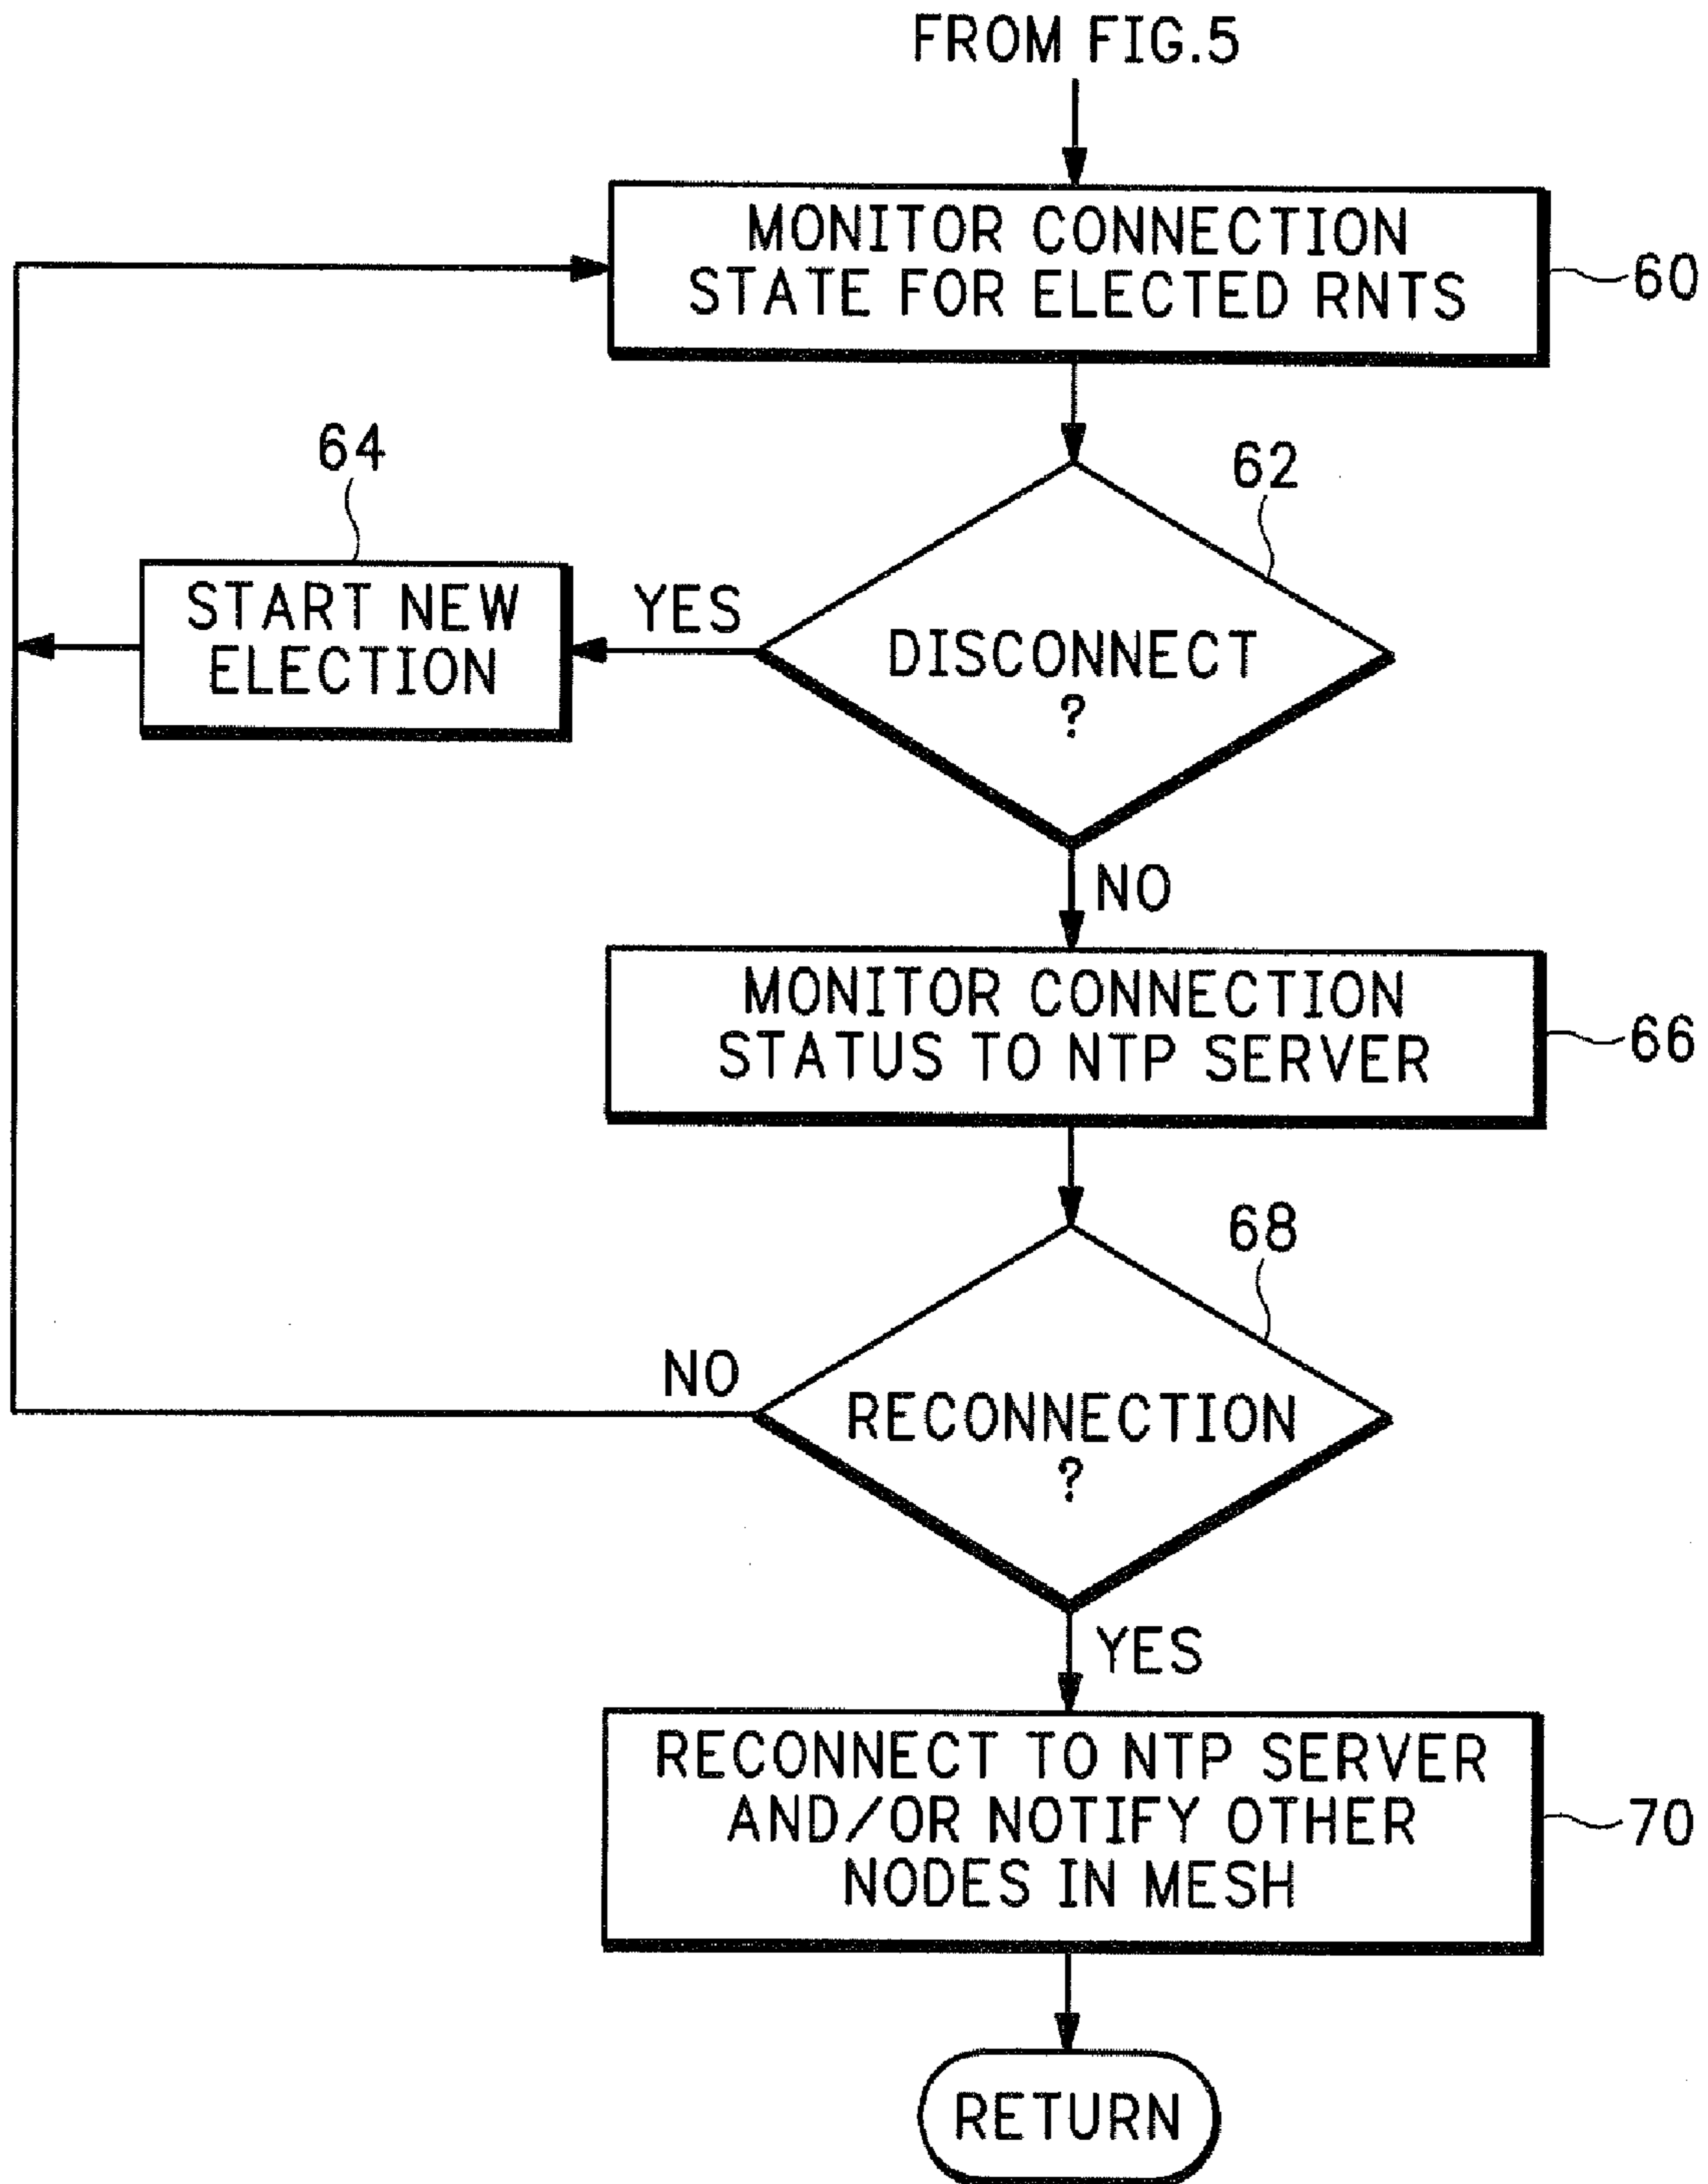 FROM FIG.5
MONITOR CONNECTION
STATE FOR ELECTED RNTS
60
64
62
START NEW
ELECTION
YES
DISCONNECT
?
NO
MONITOR CONNECTION
STATUS TO NTP SERVER
66
68
NO
RECONNECTION
?
YES
RECONNECT TO NTP SERVER
AND/OR NOTIFY OTHER
NODES IN MESH
70
RETURN